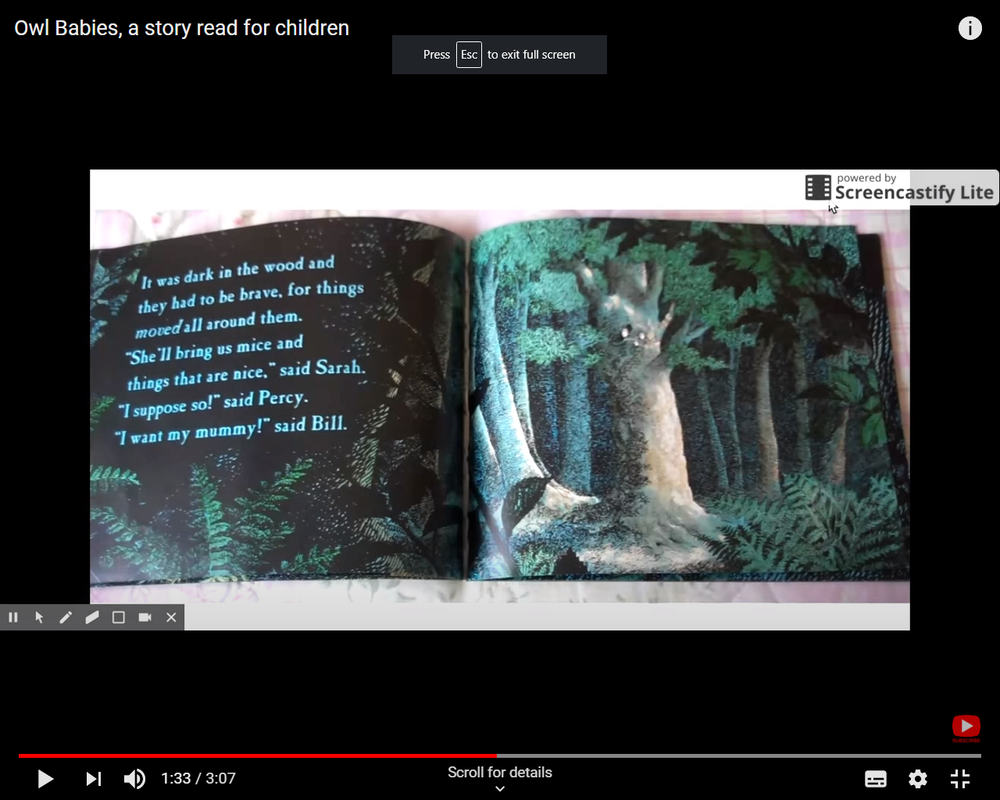 Owl Babies, a story read for children
Press Esc to exit full screen
powered by
Screencastify Lite
It was dark in the wood and
they had to be brave, for things
moved all around them.
"She'll bring us mice and
things that are nice," said Sarah.
"I suppose so!" said Percy.
"I want my mummy!" said Bill.
SUBSCRIBE
1:33 / 3:07
Scroll for details